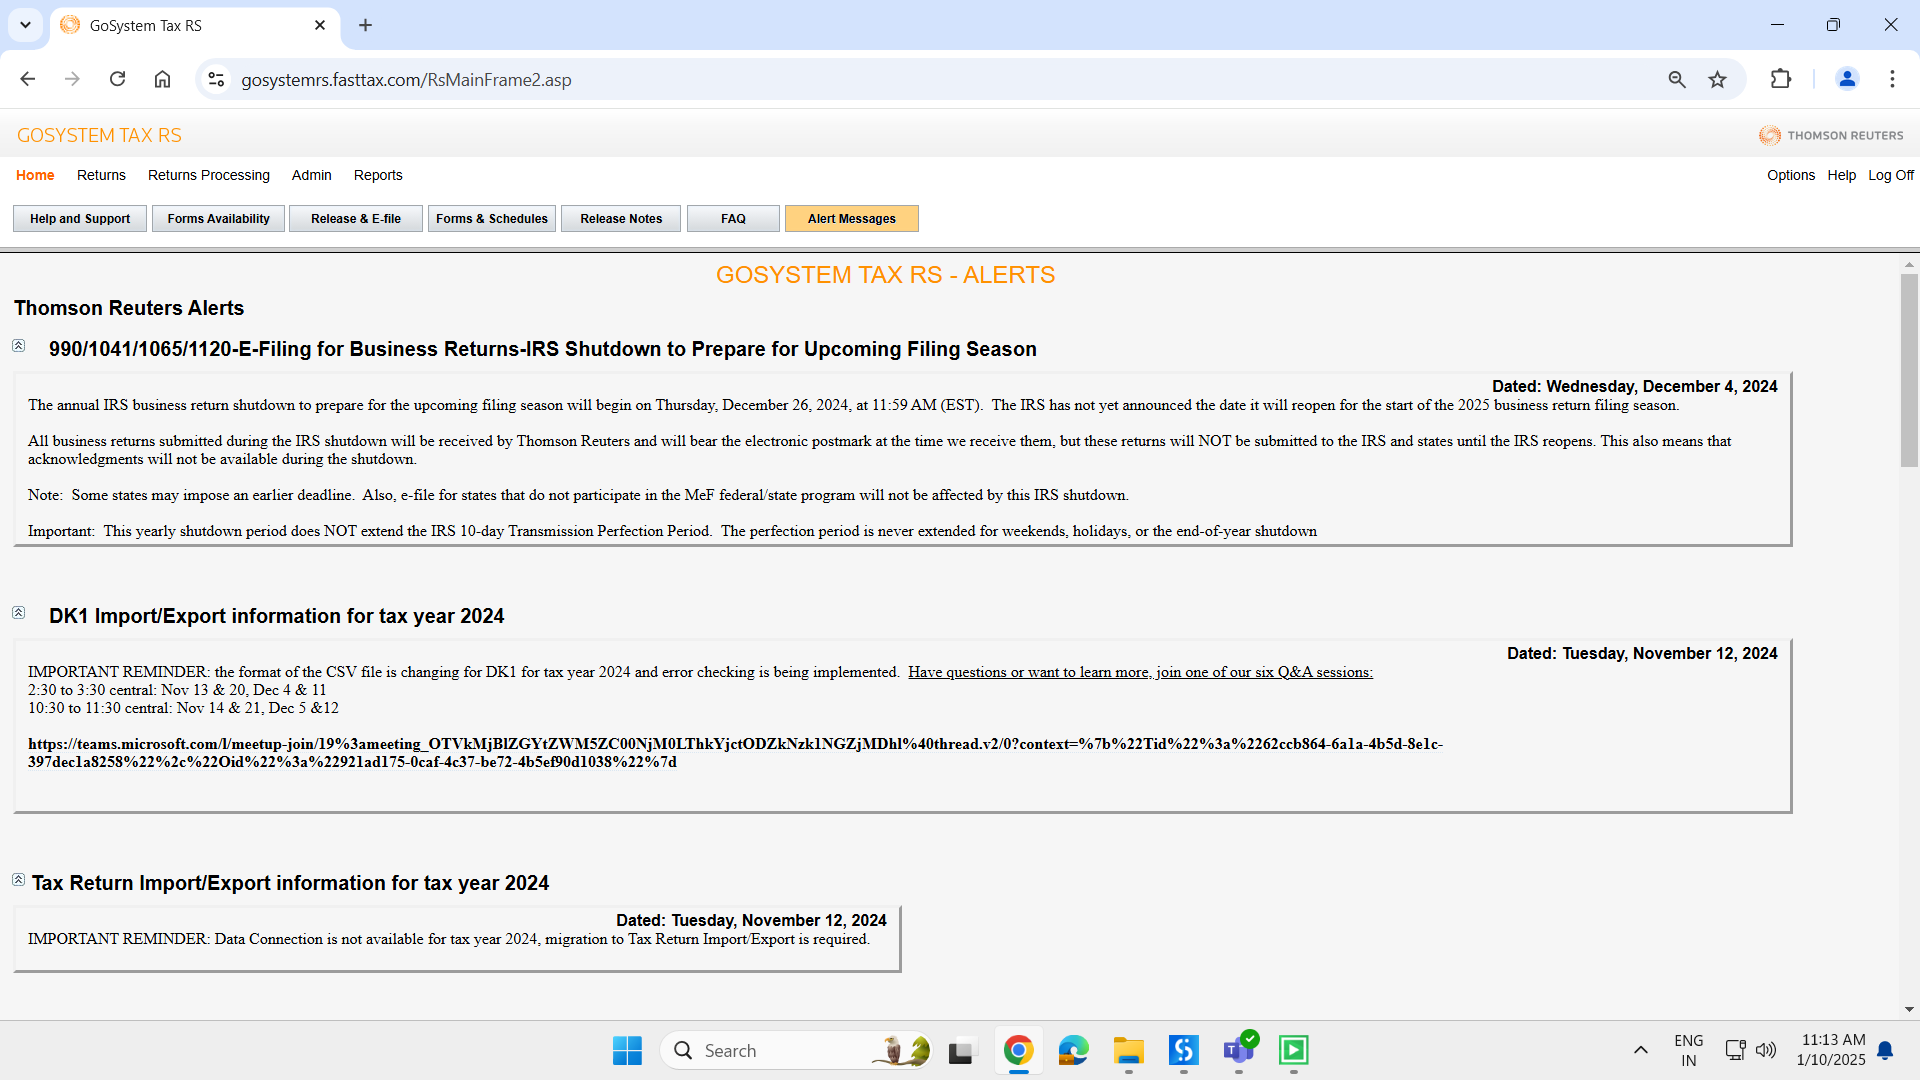 GoSystem Tax RS
gosystemrs.fasttax.com/RsMainFrame2.asp
GOSYSTEM TAX RS
THOMSON REUTERS
Home Returns Returns Processing Admin Reports
Options Help Log Off
Help and Support Forms Availability Release & E-file Forms & Schedules Release Notes FAQ Alert Messages
GOSYSTEM TAX RS - ALERTS
Thomson Reuters Alerts
990/1041/1065/1120-E-Filing for Business Returns-IRS Shutdown to Prepare for Upcoming Filing Season
Dated: Wednesday, December 4, 2024
The annual IRS business return shutdown to prepare for the upcoming filing season will begin on Thursday, December 26, 2024, at 11:59 AM (EST). The IRS has not yet announced the date it will reopen for the start of the 2025 business return filing season.
All business returns submitted during the IRS shutdown will be received by Thomson Reuters and will bear the electronic postmark at the time we receive them, but these returns will NOT be submitted to the IRS and states until the IRS reopens. This also means that
acknowledgments will not be available during the shutdown.
Note: Some states may impose an earlier deadline. Also, e-file for states that do not participate in the MeF federal/state program will not be affected by this IRS shutdown.
Important: This yearly shutdown period does NOT extend the IRS 10-day Transmission Perfection Period. The perfection period is never extended for weekends, holidays, or the end-of-year shutdown
DK1 Import/Export information for tax year 2024
Dated: Tuesday, November 12, 2024
IMPORTANT REMINDER: the format of the CSV file is changing for DK1 for tax year 2024 and error checking is being implemented. Have questions or want to learn more, join one of our six Q&A sessions:
2:30 to 3:30 central: Nov 13 & 20, Dec 4 & 11
10:30 to 11:30 central: Nov 14 & 21, Dec 5 &12
https://teams.microsoft.com/l/meetup-join/19%3ameeting_OTVkMjBlZGYtZWM5ZC00NjM0LThkYjctODZkNzk1NGZjMDhl%40thread.v2/0?context=%7b%22Tid%22%3a%2262ccb864-6a1a-4b5d-8e1c-
397dec1a8258%22%2c%22Oid%22%3a%22921ad175-0caf-4c37-be72-4b5ef90d1038%22%7d
Tax Return Import/Export information for tax year 2024
Dated: Tuesday, November 12, 2024
IMPORTANT REMINDER: Data Connection is not available for tax year 2024, migration to Tax Return Import/Export is required.
Search
ENG
IN
11:13 AM
1/10/2025